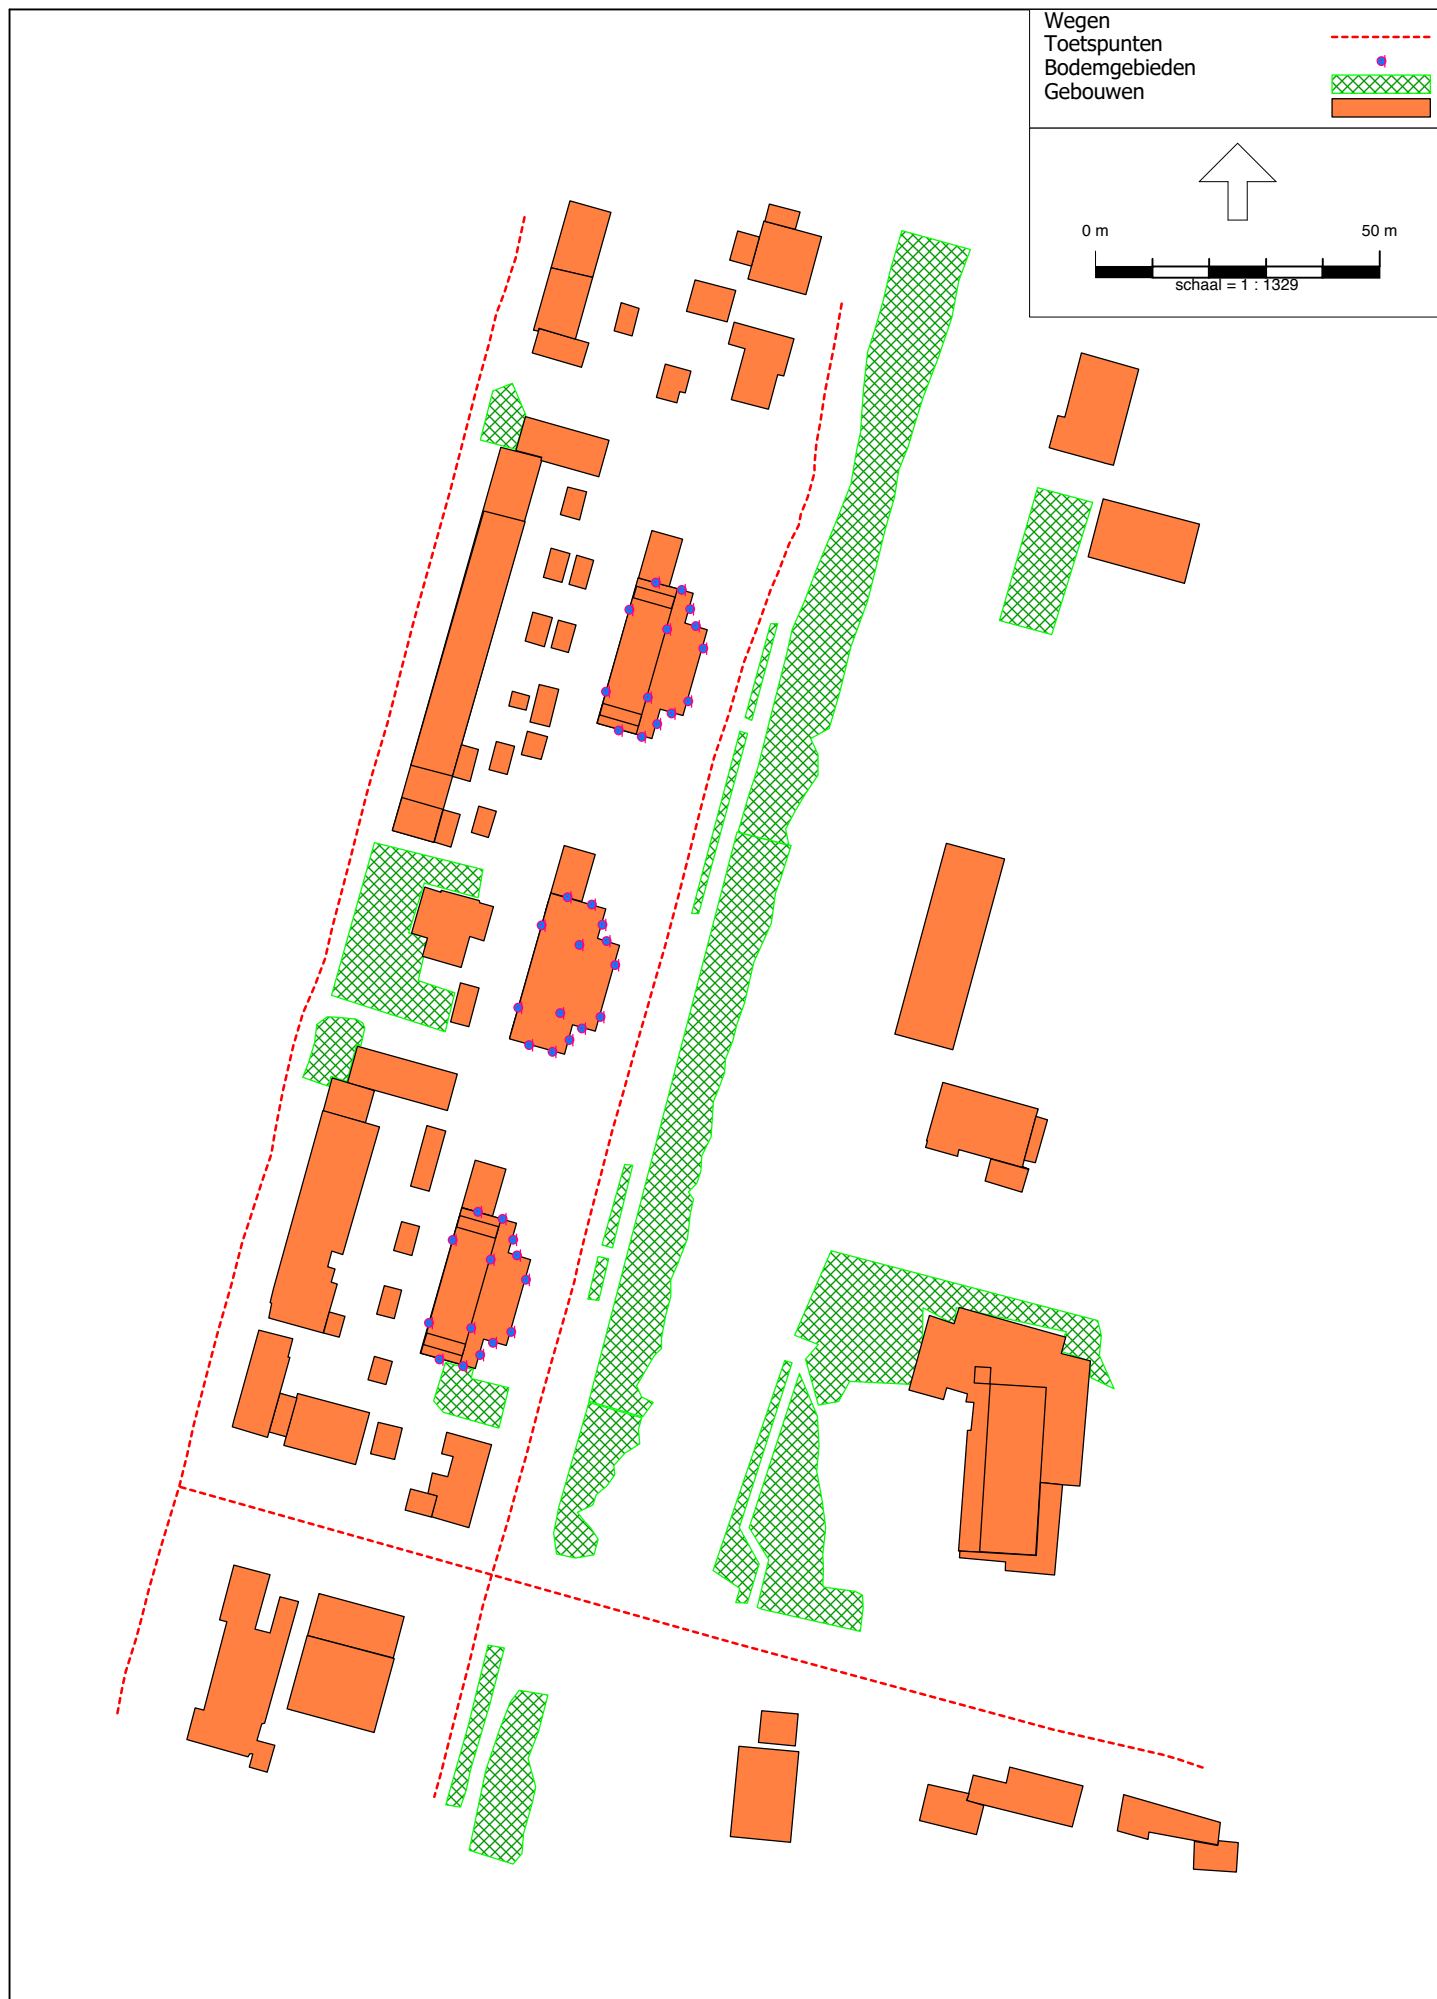 Wegen
Toetspunten
Bodemgebieden
Gebouwen
0 m 50 m
schaal = 1 : 1329